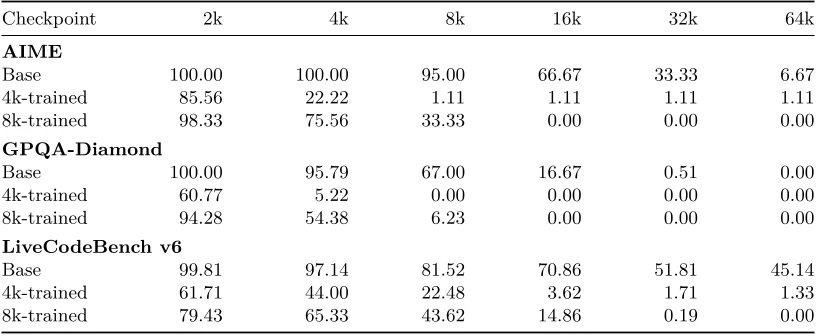 Checkpoint 2k 4k 8k 16k 32k 64k
AIME
Base 100.00 100.00 95.00 66.67 33.33 6.67
4k-trained 85.56 22.22 1.11 1.11 1.11 1.11
8k-trained 98.33 75.56 33.33 0.00 0.00 0.00
GPQA-Diamond
Base 100.00 95.79 67.00 16.67 0.51 0.00
4k-trained 60.77 5.22 0.00 0.00 0.00 0.00
8k-trained 94.28 54.38 6.23 0.00 0.00 0.00
LiveCodeBench v6
Base 99.81 97.14 81.52 70.86 51.81 45.14
4k-trained 61.71 44.00 22.48 3.62 1.71 1.33
8k-trained 79.43 65.33 43.62 14.86 0.19 0.00